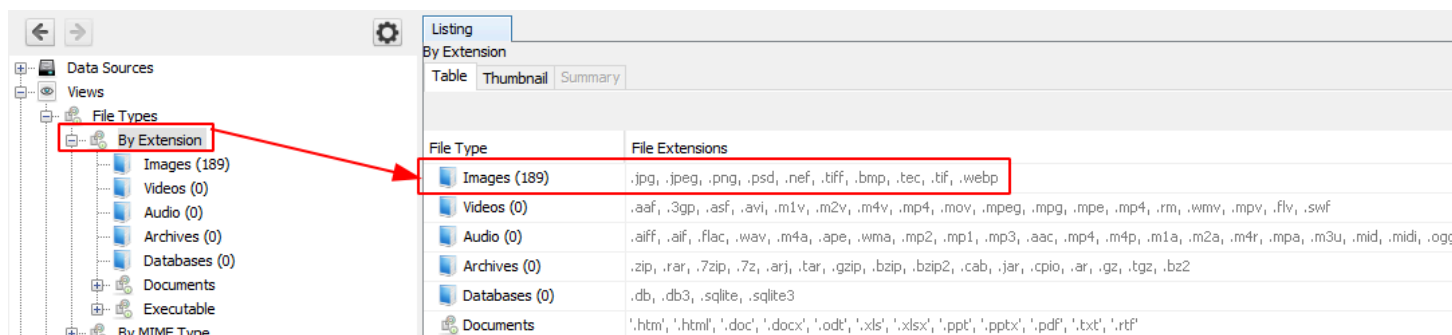 Data Sources
Views
File Types
By Extension
Images (189)
Videos (0)
Audio (0)
Archives (0)
Databases (0)
Documents
Executable
By MIME Type
Listing
By Extension
Table Thumbnail Summary
File Type File Extensions
Images (189) .jpg, .jpeg, .png, .psd, .nef, .tiff, .bmp, .tec, .tif, .webp
Videos (0) .aaf, .3gp, .asf, .avi, .m1v, .m2v, .m4v, .mp4, .mov, .mpeg, .mpg, .mpe, .mp4, .rm, .wmv, .mpv, .flv, .swf
Audio (0) .aiff, .aif, .flac, .wav, .m4a, .ape, .wma, .mp2, .mp1, .mp3, .aac, .mp4, .m4p, .m1a, .m2a, .m4r, .mpa, .m3u, .mid, .midi, .ogg
Archives (0) .zip, .rar, .7zip, .7z, .arj, .tar, .gzip, .bzip, .bzip2, .cab, .jar, .cpio, .ar, .gz, .tgz, .bz2
Databases (0) .db, .db3, .sqlite, .sqlite3
Documents '.htm', '.html', '.doc', '.docx', '.odt', '.xls', '.xlsx', '.ppt', '.pptx', '.pdf', '.txt', '.rtf'